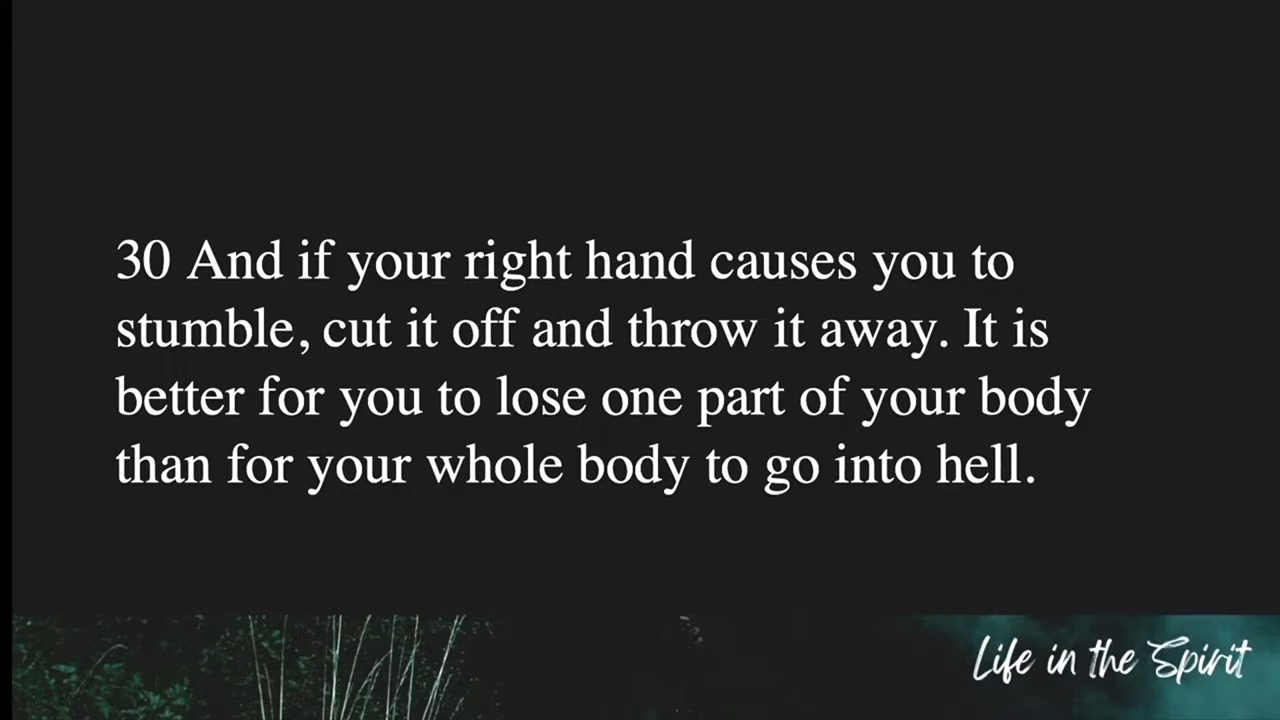 30 And if your right hand causes you to
stumble, cut it off and throw it away. It is
better for you to lose one part of your body
than for your whole body to go into hell.
Life in the Spirit